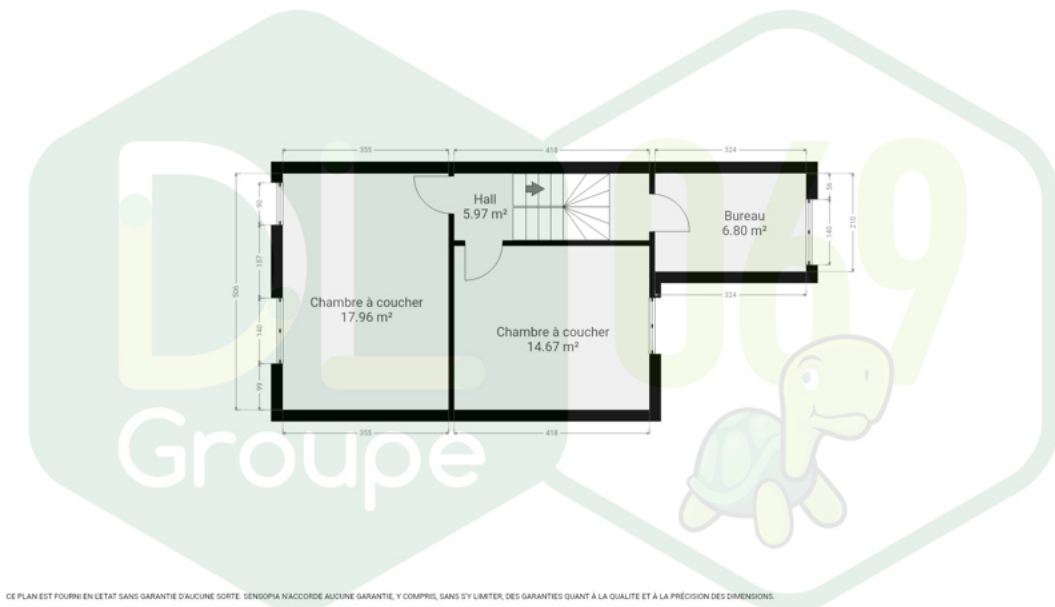 355
418
324
90
157
140
99
506
56
140
210
Hall
5.97 m²
Bureau
6.80 m²
Chambre à coucher
17.96 m²
Chambre à coucher
14.67 m²
324
355
418
DL
069
Groupe
CE PLAN EST FOURNI EN L'ETAT SANS GARANTIE D'AUCUNE SORTE. SENSOPIA N'ACCORDE AUCUNE GARANTIE, Y COMPRIS, SANS S'Y LIMITER, DES GARANTIES QUANT À LA QUALITE ET À LA PRÉCISION DES DIMENSIONS.